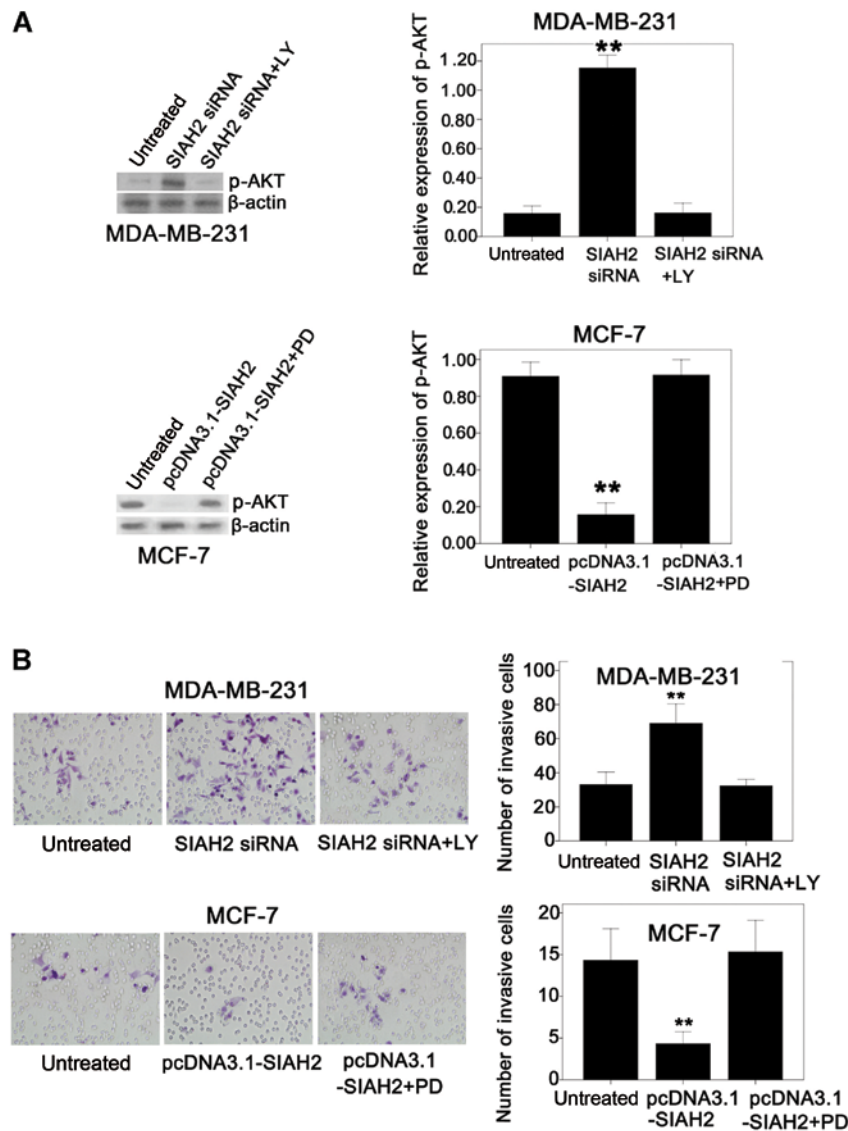 A
Untreated
SIAH2 siRNA
SIAH2 siRNA+LY
p-AKT
β-actin
MDA-MB-231
MDA-MB-231
**
Relative expression of p-AKT
1.20
1.00
0.80
0.60
0.40
0.20
0.00
Untreated
SIAH2
siRNA
SIAH2 siRNA
+LY
Untreated
pcDNA3.1-SIAH2
pcDNA3.1-SIAH2+PD
p-AKT
β-actin
MCF-7
MCF-7
Relative expression of p-AKT
1.00
0.80
0.60
0.40
0.20
0.00
**
Untreated
pcDNA3.1
-SIAH2
pcDNA3.1
-SIAH2+PD
B
MDA-MB-231
Untreated
SIAH2 siRNA
SIAH2 siRNA+LY
MDA-MB-231
**
Number of invasive cells
100
80
60
40
20
0
Untreated
SIAH2
siRNA
SIAH2
siRNA+LY
MCF-7
Untreated
pcDNA3.1-SIAH2
pcDNA3.1
-SIAH2+PD
MCF-7
**
Number of invasive cells
20
15
10
5
0
Untreated
pcDNA3.1
-SIAH2
pcDNA3.1
-SIAH2+PD